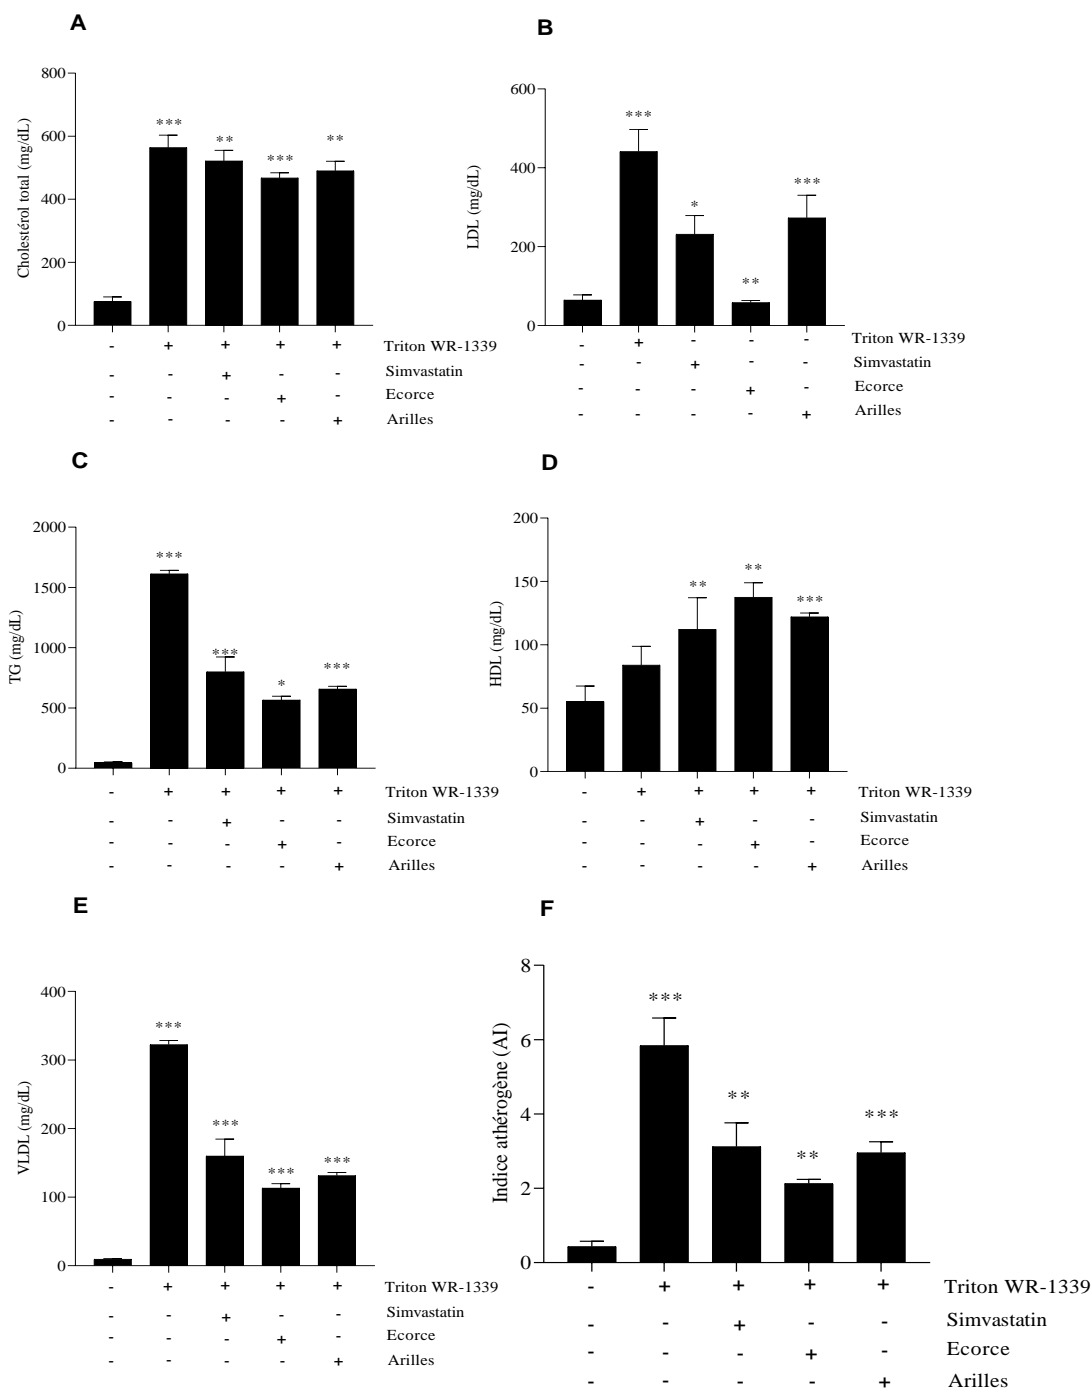 A
800
600
400
200
0
Cholestérol total (mg/dL)
*** ** *** **
- + + + + Triton WR-1339
- - + - - Simvastatin
- - - + - Ecorce
- - - - + Arilles
B
600
400
200
0
LDL (mg/dL)
*** * ** ***
- + - - - Triton WR-1339
- - + - - Simvastatin
- - - + - Ecorce
- - - - + Arilles
C
2000
1500
1000
500
0
TG (mg/dL)
*** *** * ***
- + + + + Triton WR-1339
- - + - - Simvastatin
- - - + - Ecorce
- - - - + Arilles
D
200
150
100
50
0
HDL (mg/dL)
** ** ***
- + + + + Triton WR-1339
- - + - - Simvastatin
- - - + - Ecorce
- - - - + Arilles
E
400
300
200
100
0
VLDL (mg/dL)
*** *** *** ***
- + + + + Triton WR-1339
- - + - - Simvastatin
- - - + - Ecorce
- - - - + Arilles
F
8
6
4
2
0
Indice athérogène (AI)
*** ** ** ***
- + + + + Triton WR-1339
- - + - - Simvastatin
- - - + - Ecorce
- - - - + Arilles